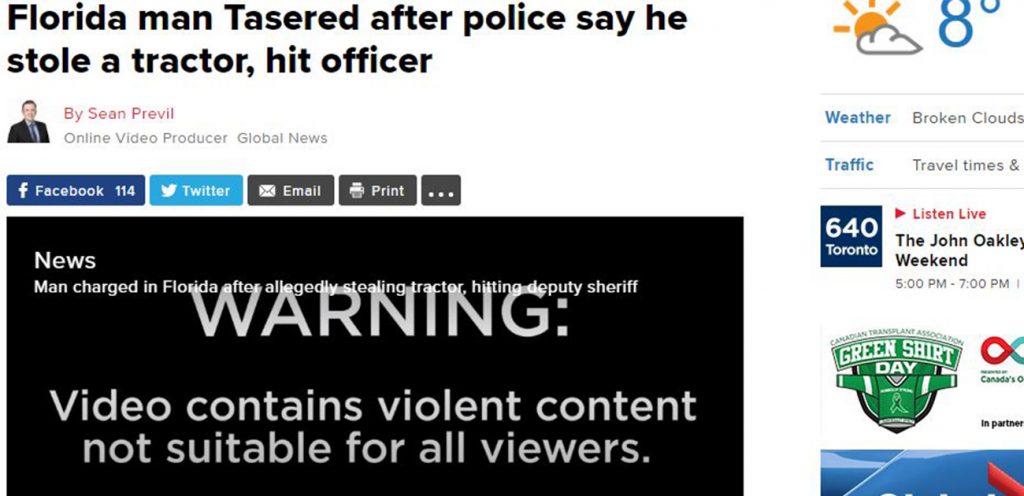 Florida man Tasered after police say he
stole a tractor, hit officer
By Sean Previl
Online Video Producer Global News
Facebook 114
Twitter
Email
Print
...
News
Man charged in Florida after allegedly stealing tractor, hitting deputy sheriff
WARNING:
Video contains violent content
not suitable for all viewers.
8°
Weather Broken Clouds
Traffic Travel times &
640
Toronto
Listen Live
The John Oakley
Weekend
5:00 PM - 7:00 PM |
CANADIAN TRANSPLANT ASSOCIATION
GREEN SHIRT
DAY
Canada's O
In partner